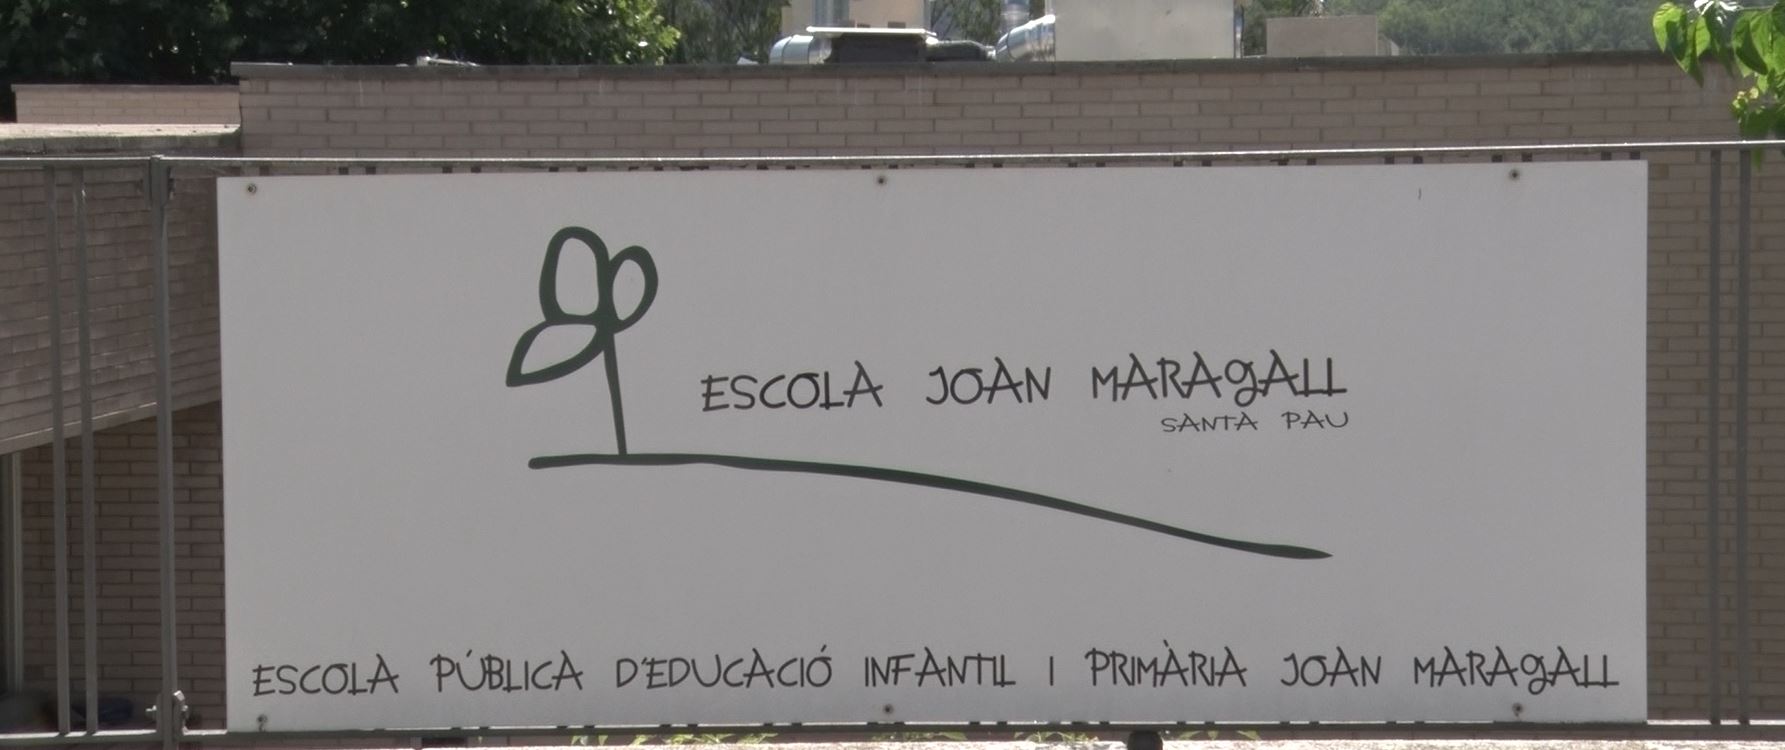 ESCOLA JOAN MARAGALL
SANTA PAU
ESCOLA PÚBLICA D'EDUCACIÓ INFANTIL I PRIMÀRIA JOAN MARAGALL